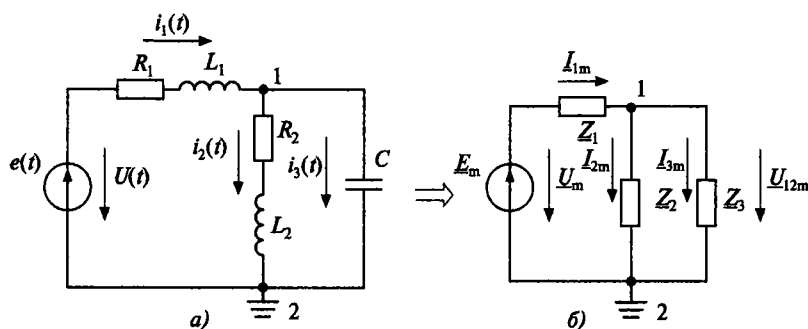 i₁(t)
R₁ L₁ 1
e(t) U(t) i₂(t) R₂ i₃(t) C
L₂
2
а)
I₁ₘ
1
Z₁
Eₘ Uₘ I₂ₘ Z₂ I₃ₘ Z₃ U₁₂ₘ
2
б)